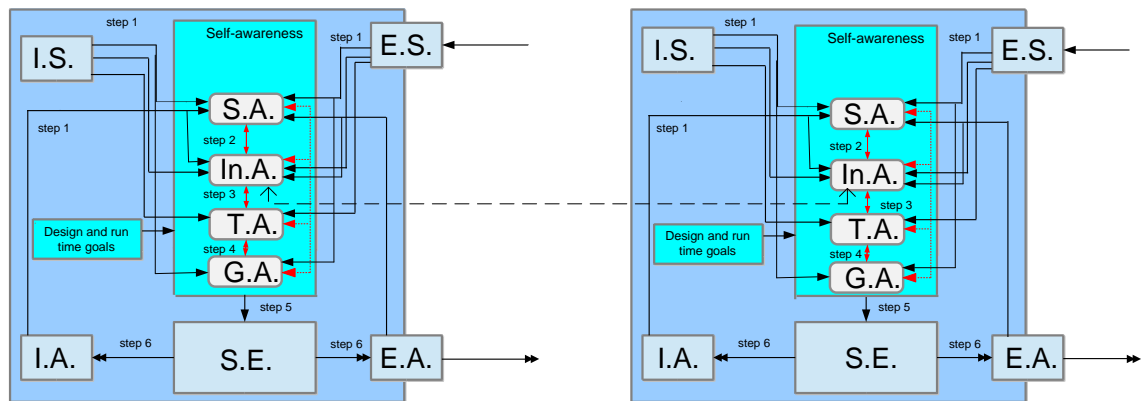 step 1
Self-awareness
step 1
I.S.
E.S.
S.A.
step 1
step 2
In.A.
step 3
T.A.
Design and run
time goals
step 4
G.A.
step 5
I.A.
step 6
S.E.
step 6
E.A.
step 1
Self-awareness
step 1
I.S.
E.S.
S.A.
step 1
step 2
In.A.
step 3
T.A.
Design and run
time goals
step 4
G.A.
step 5
I.A.
step 6
S.E.
step 6
E.A.